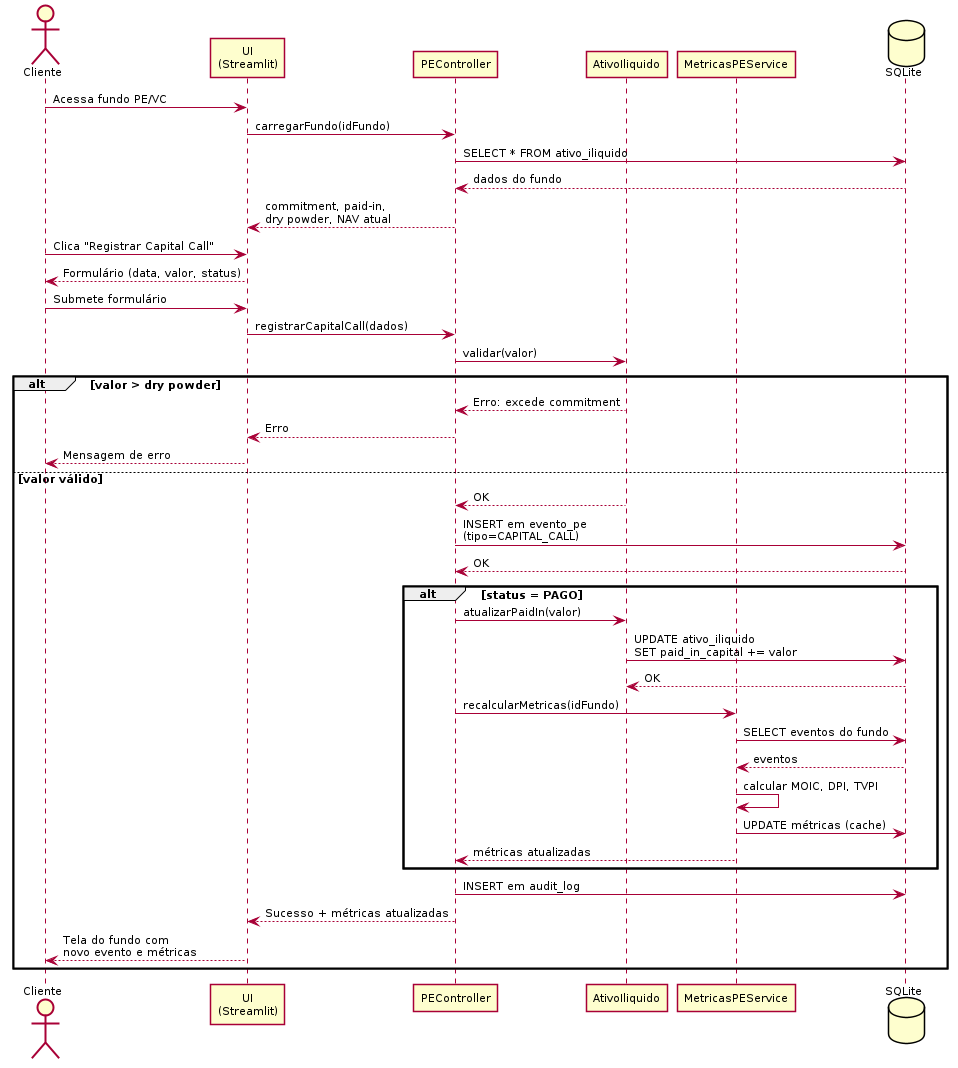 Cliente
UI
(Streamlit)
PEController
AtivoIliquido
MetricasPEService
SQLite
Acessa fundo PE/VC
carregarFundo(idFundo)
SELECT * FROM ativo_iliquido
dados do fundo
commitment, paid-in,
dry powder, NAV atual
Clica "Registrar Capital Call"
Formulário (data, valor, status)
Submete formulário
registrarCapitalCall(dados)
validar(valor)
alt [valor > dry powder]
Erro: excede commitment
Erro
Mensagem de erro
[valor válido]
OK
INSERT em evento_pe
(tipo=CAPITAL_CALL)
OK
alt [status = PAGO]
atualizarPaidIn(valor)
UPDATE ativo_iliquido
SET paid_in_capital += valor
OK
recalcularMetricas(idFundo)
SELECT eventos do fundo
eventos
calcular MOIC, DPI, TVPI
UPDATE métricas (cache)
métricas atualizadas
INSERT em audit_log
Sucesso + métricas atualizadas
Tela do fundo com
novo evento e métricas
Cliente
UI
(Streamlit)
PEController
AtivoIliquido
MetricasPEService
SQLite